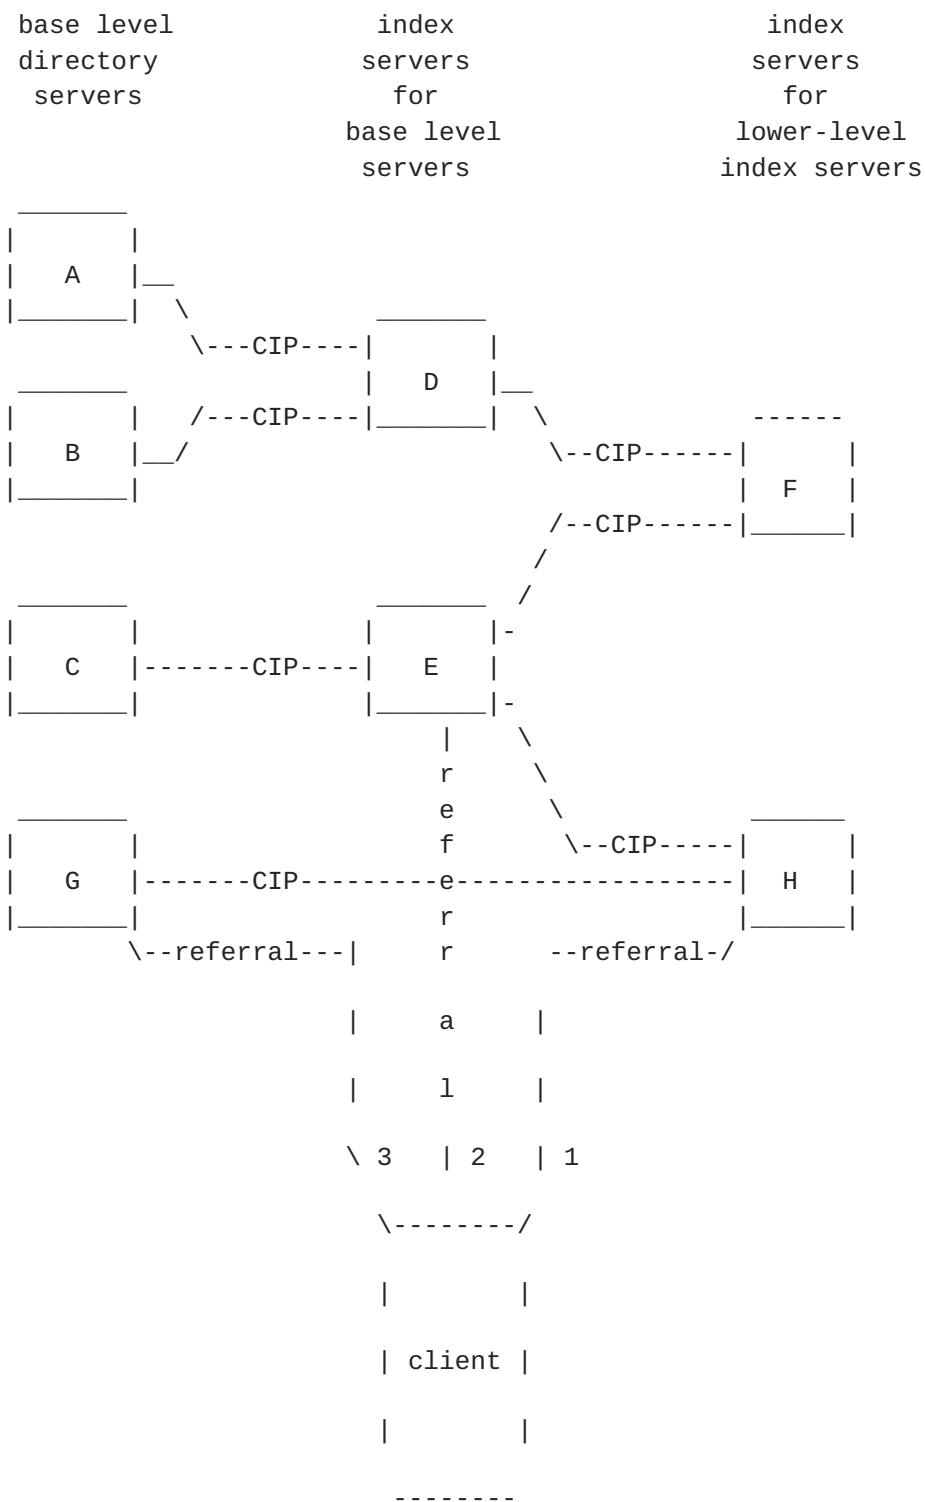 base level index index
directory servers servers
servers for for
base level lower-level
servers index servers
A
CIP
D
CIP
B
CIP
F
CIP
C CIP E
r
e
f CIP
G CIP e H
r
referral r referral
a
l
3 2 1
client